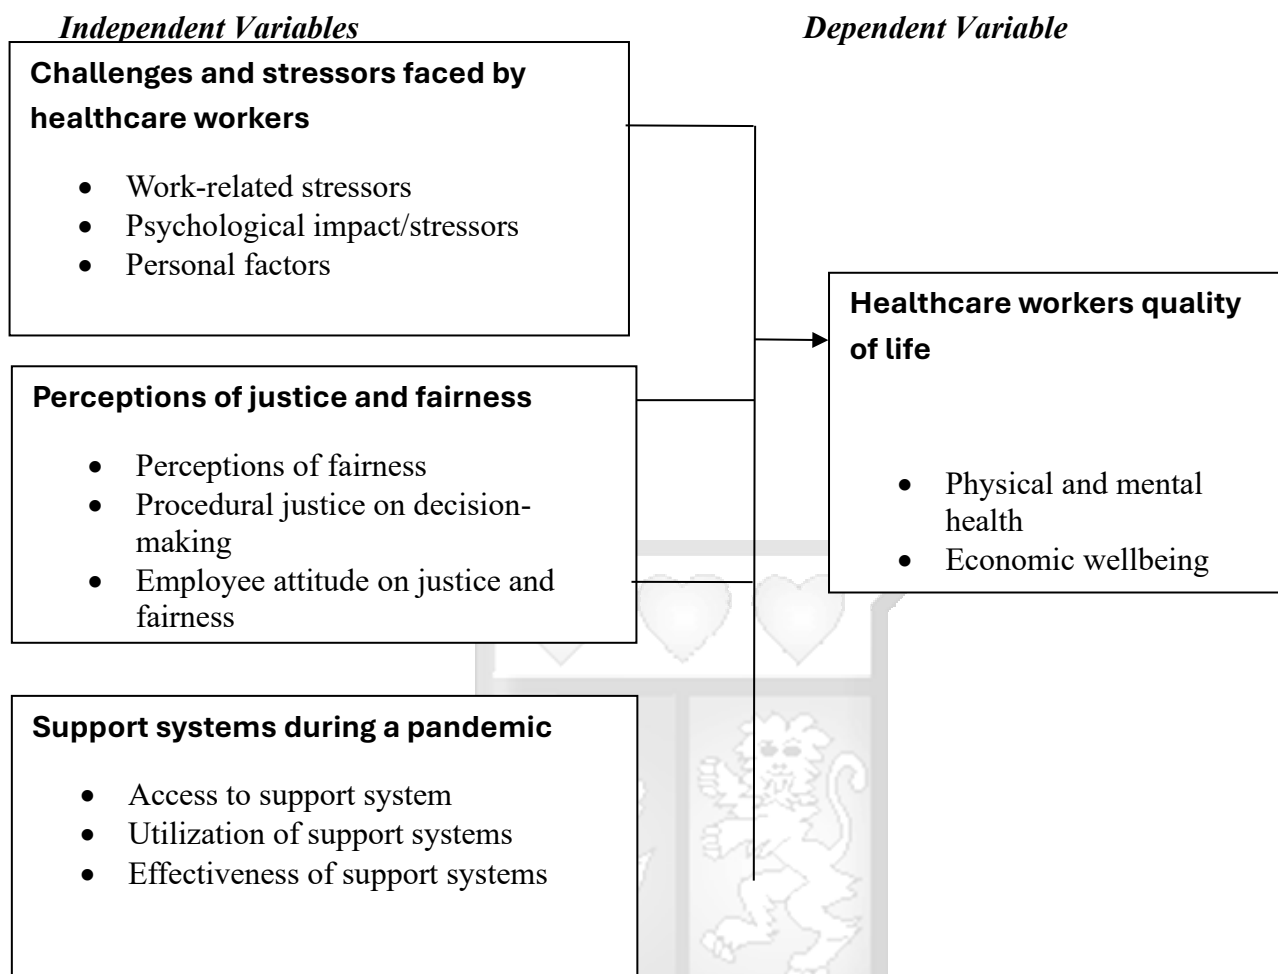 Independent Variables
Dependent Variable
Challenges and stressors faced by
healthcare workers
• Work-related stressors
• Psychological impact/stressors
• Personal factors
Healthcare workers quality
of life
• Physical and mental
health
• Economic wellbeing
Perceptions of justice and fairness
• Perceptions of fairness
• Procedural justice on decision-
making
• Employee attitude on justice and
fairness
Support systems during a pandemic
• Access to support system
• Utilization of support systems
• Effectiveness of support systems